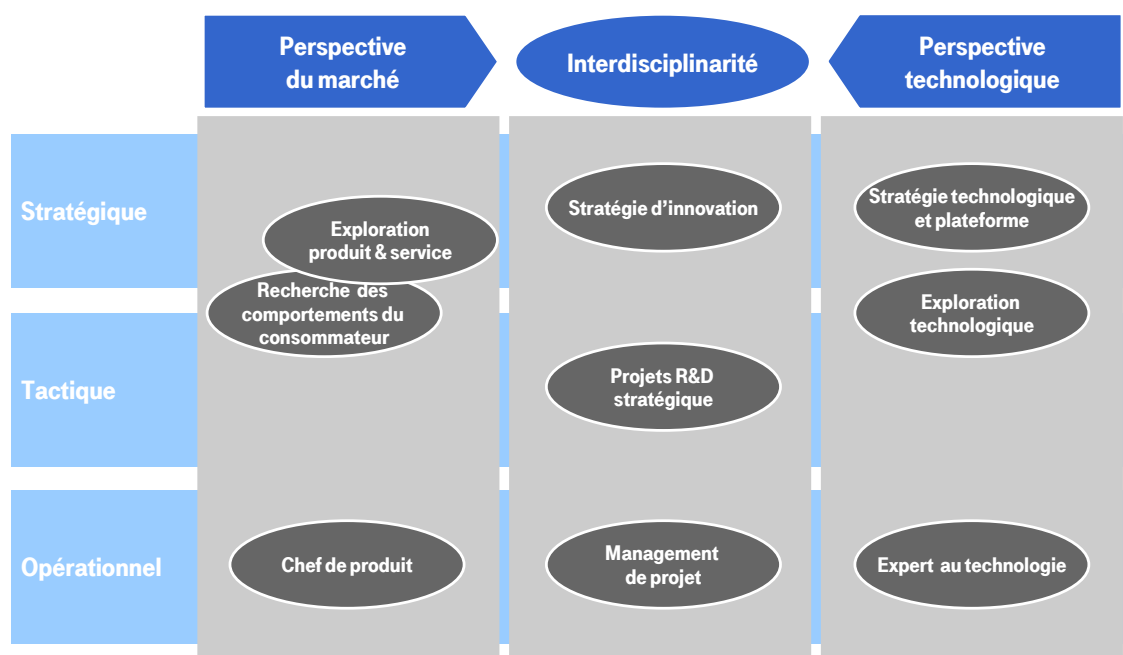 Perspective
du marché
Interdisciplinarité
Perspective
technologique
Stratégique
Exploration
produit & service
Recherche des
comportements du
consommateur
Stratégie d'innovation
Stratégie technologique
et plateforme
Exploration
technologique
Tactique
Projets R&D
stratégique
Opérationnel
Chef de produit
Management
de projet
Expert au technologie